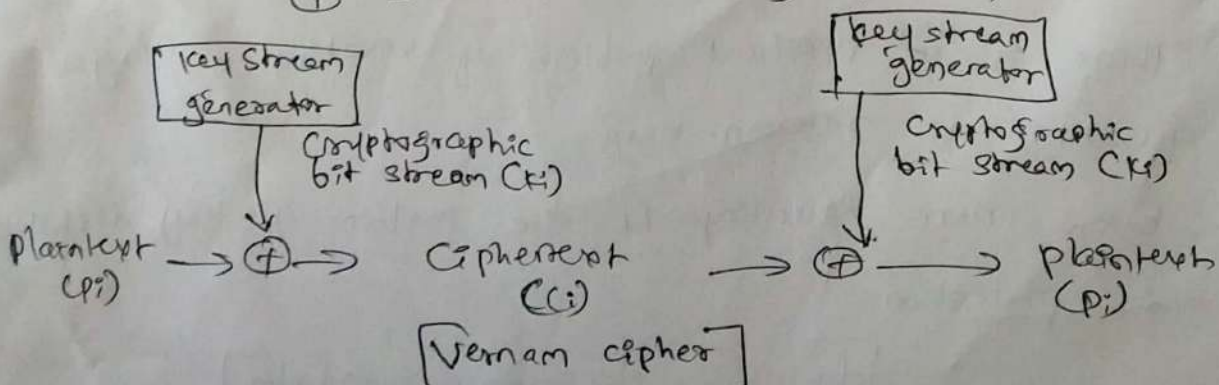 Key Stream
generator
Cryptographic
bit stream (Ki)
key stream
generator
Cryptographic
bit stream (Ki)
Plaintext → ⊕ → Ciphertext → ⊕ → plaintext
(pi) (Ci) (pi)
Vernam cipher